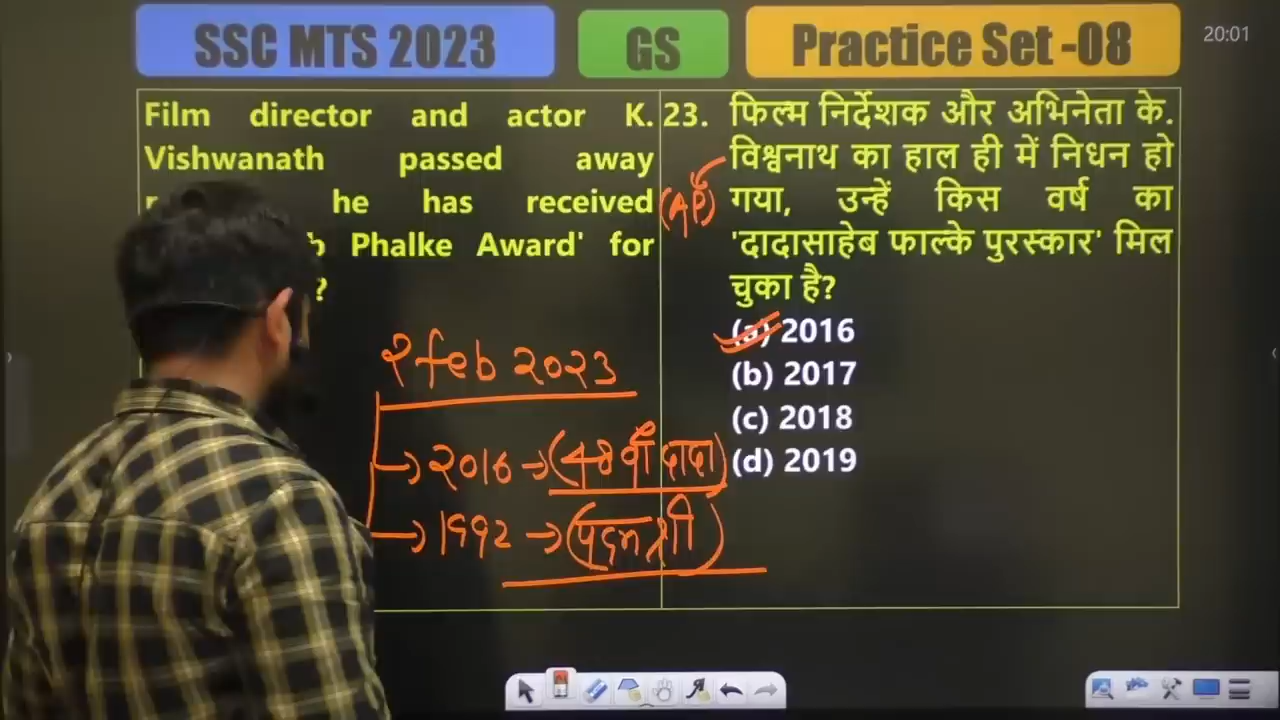 SSC MTS 2023
GS
Practice Set -08
20:01
Film director and actor K.
Vishwanath passed away
he has received
Phalke Award' for
?
23. फिल्म निर्देशक और अभिनेता के.
विश्वनाथ का हाल ही में निधन हो
गया, उन्हें किस वर्ष का
'दादासाहेब फाल्के पुरस्कार' मिल
चुका है?
(AP)
(a) 2016
(b) 2017
(c) 2018
(d) 2019
2 feb 2023
→ 2016 → (48वाँ दादा)
→ 1992 → (पदमश्री)